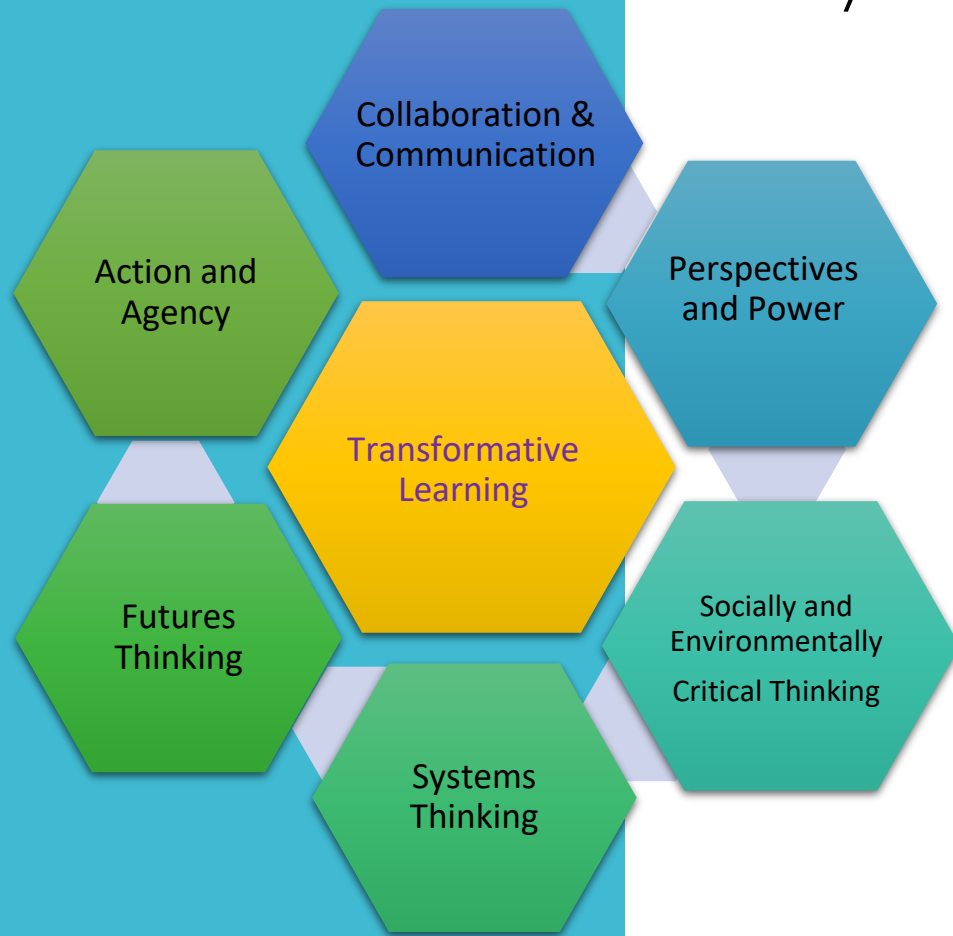 Collaboration &
Communication
Perspectives
and Power
Socially and
Environmentally
Critical Thinking
Systems
Thinking
Futures
Thinking
Action and
Agency
Transformative
Learning